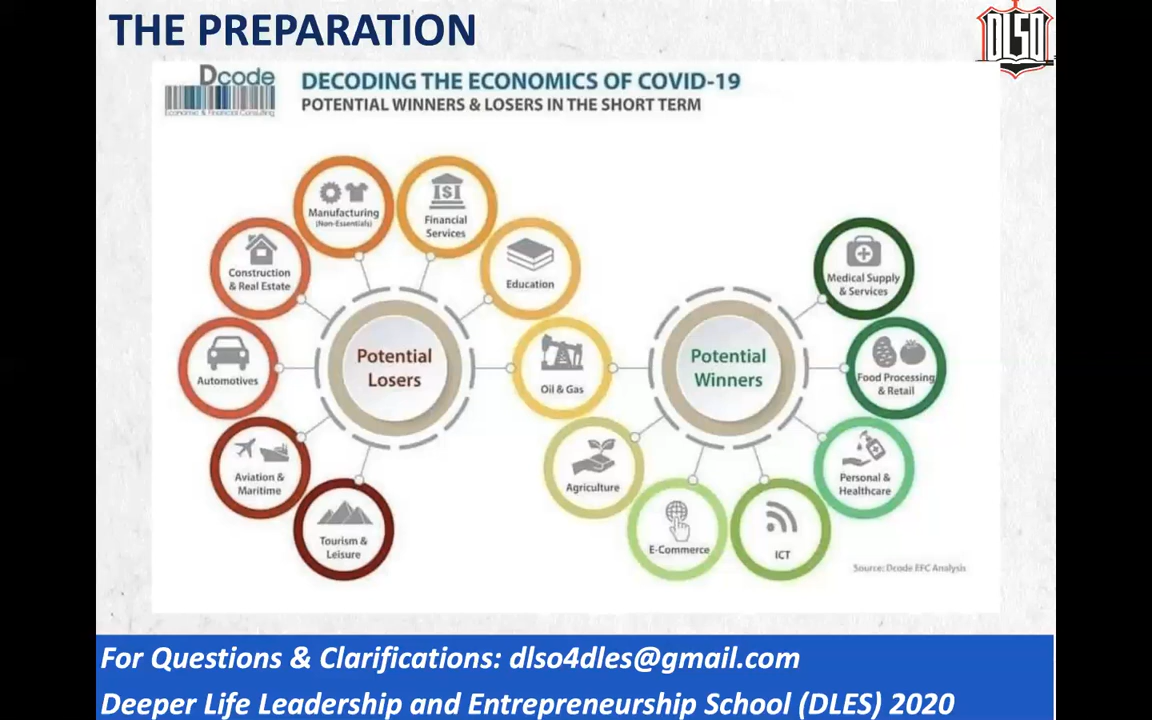 THE PREPARATION
DLSO
Dcode
Economic & Financial Consulting
DECODING THE ECONOMICS OF COVID-19
POTENTIAL WINNERS & LOSERS IN THE SHORT TERM
Manufacturing
(Non-Essentials)
Financial
Services
Construction
& Real Estate
Education
Automotives
Potential
Losers
Oil & Gas
Aviation &
Maritime
Tourism &
Leisure
Potential
Winners
Medical Supply
& Services
Food Processing
& Retail
Personal &
Healthcare
Agriculture
E-Commerce
ICT
Source: Dcode EFC Analysis
For Questions & Clarifications: dlso4dles@gmail.com
Deeper Life Leadership and Entrepreneurship School (DLES) 2020